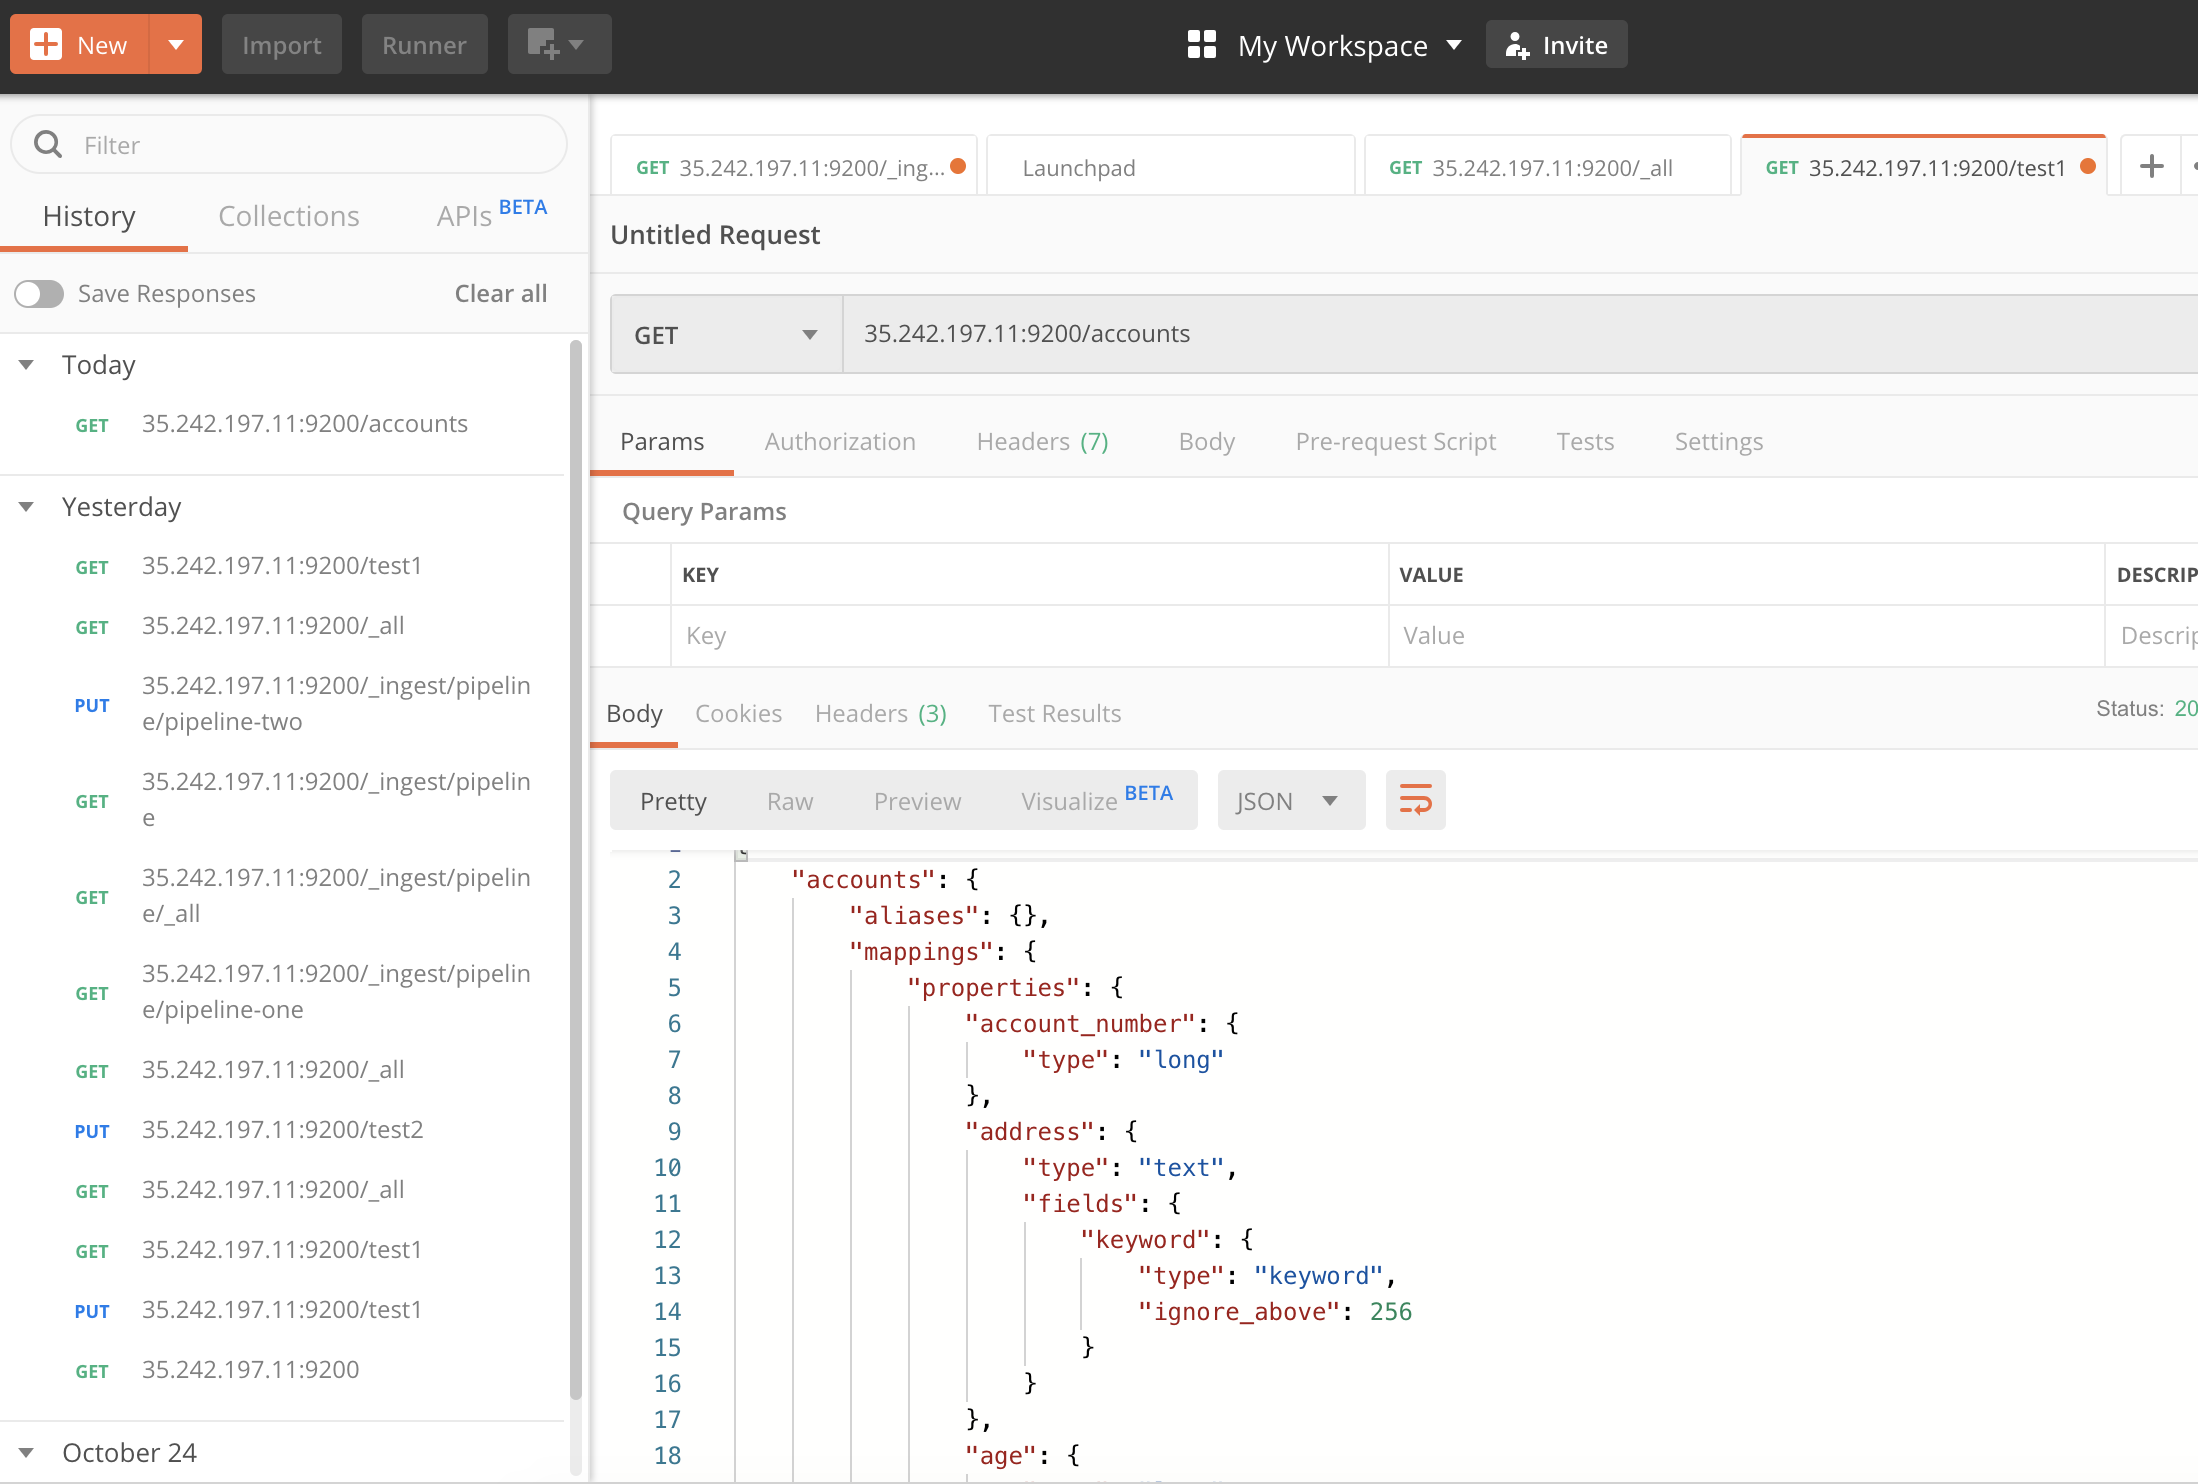 New
Import
Runner
My Workspace
Invite
Filter
History
Collections
APIs BETA
Save Responses
Clear all
Today
GET 35.242.197.11:9200/accounts
Yesterday
GET 35.242.197.11:9200/test1
GET 35.242.197.11:9200/_all
PUT 35.242.197.11:9200/_ingest/pipelin
e/pipeline-two
GET 35.242.197.11:9200/_ingest/pipelin
e
GET 35.242.197.11:9200/_ingest/pipelin
e/_all
GET 35.242.197.11:9200/_ingest/pipelin
e/pipeline-one
GET 35.242.197.11:9200/_all
PUT 35.242.197.11:9200/test2
GET 35.242.197.11:9200/_all
GET 35.242.197.11:9200/test1
PUT 35.242.197.11:9200/test1
GET 35.242.197.11:9200
October 24
GET 35.242.197.11:9200/_ing...
Launchpad
GET 35.242.197.11:9200/_all
GET 35.242.197.11:9200/test1
Untitled Request
GET
35.242.197.11:9200/accounts
Params
Authorization
Headers (7)
Body
Pre-request Script
Tests
Settings
Query Params
KEY
VALUE
DESCRIP
Key
Value
Descrip
Body
Cookies
Headers (3)
Test Results
Status: 20
Pretty
Raw
Preview
Visualize BETA
JSON
2 "accounts": {
3 "aliases": {},
4 "mappings": {
5 "properties": {
6 "account_number": {
7 "type": "long"
8 },
9 "address": {
10 "type": "text",
11 "fields": {
12 "keyword": {
13 "type": "keyword",
14 "ignore_above": 256
15 }
16 }
17 },
18 "age": {